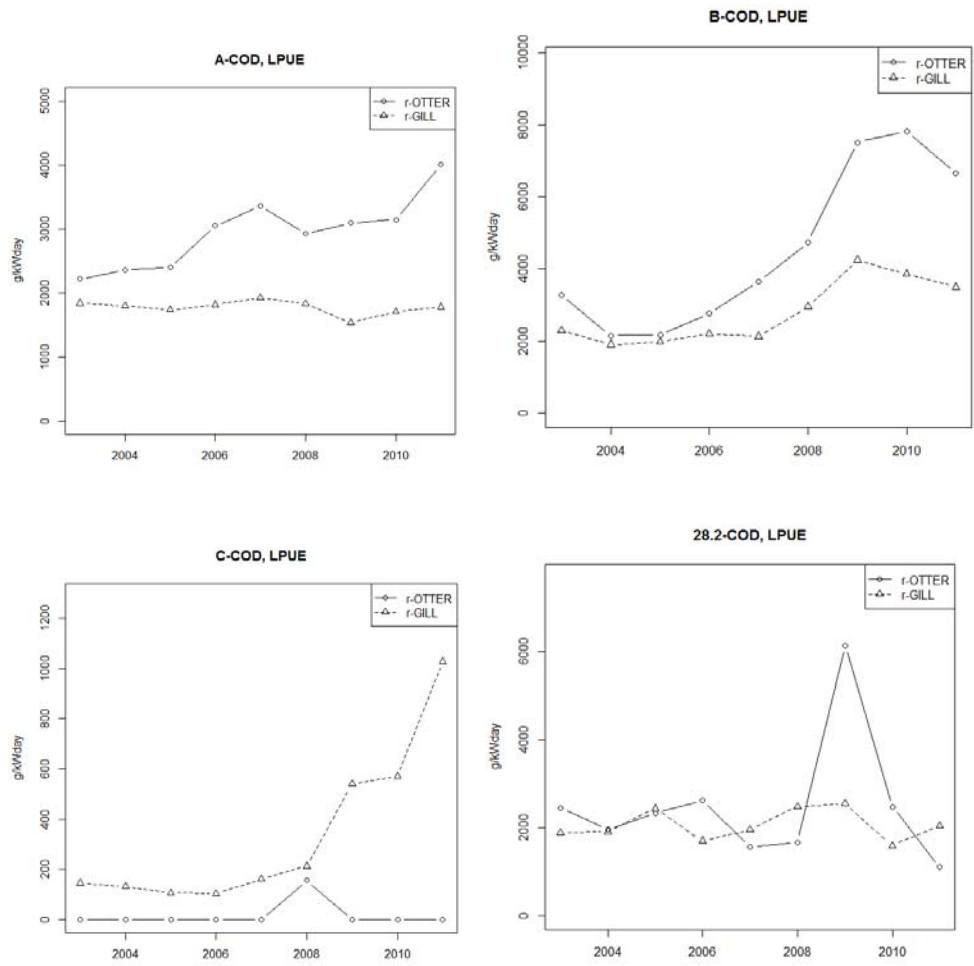 A-COD, LPUE
r-OTTER
r-GILL
g/kWday
5000
4000
3000
2000
1000
0
2004 2006 2008 2010
B-COD, LPUE
r-OTTER
r-GILL
g/kWday
10000
8000
6000
4000
2000
0
2004 2006 2008 2010
C-COD, LPUE
r-OTTER
r-GILL
g/kWday
1200
1000
800
600
400
200
0
2004 2006 2008 2010
28.2-COD, LPUE
r-OTTER
r-GILL
g/kWday
6000
4000
2000
0
2004 2006 2008 2010